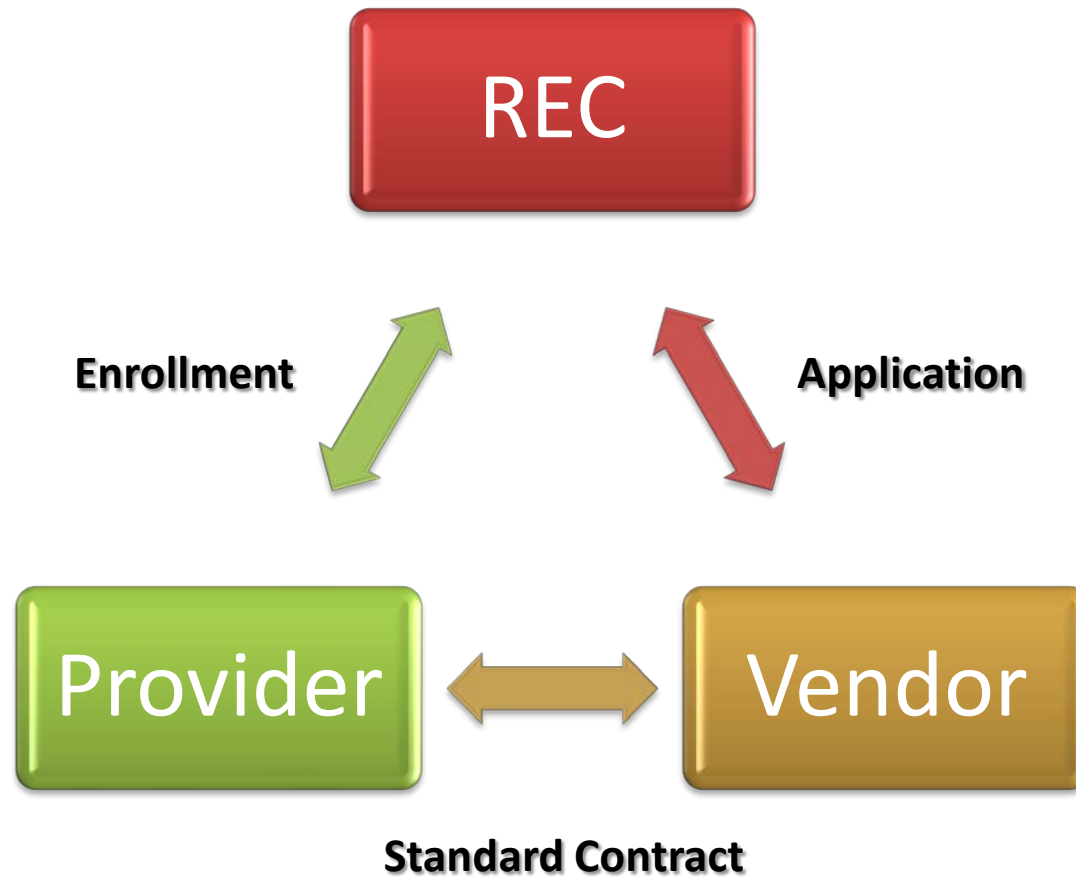 REC
Enrollment
Application
Provider
Vendor
Standard Contract